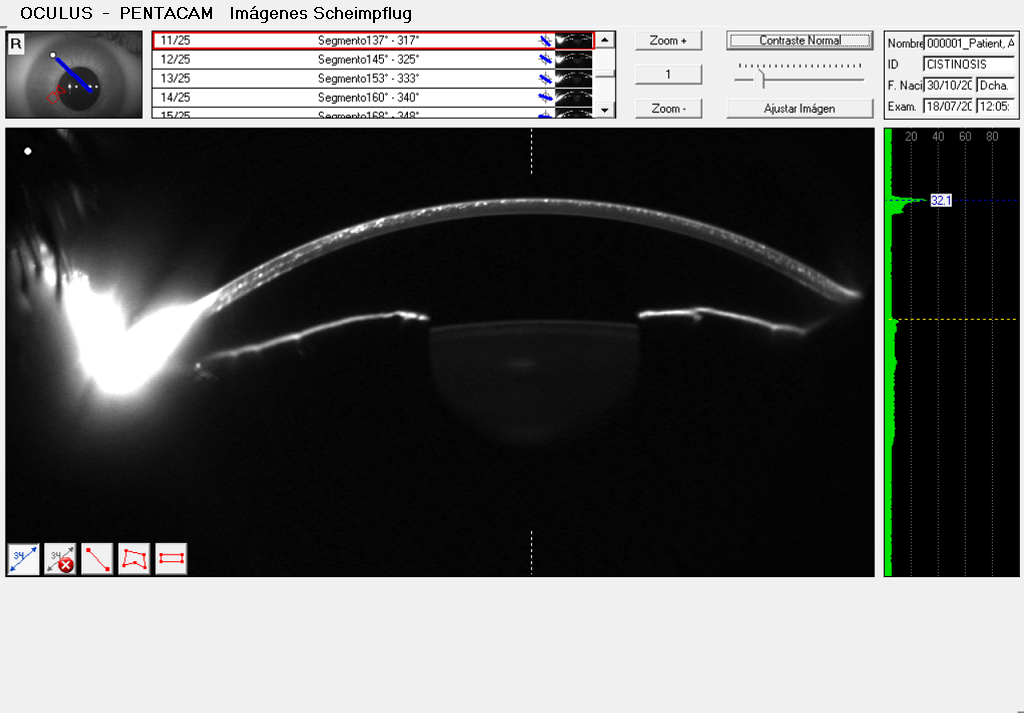 OCULUS - PENTACAM Imágenes Scheimpflug
R
11/25 Segmento137° - 317°
12/25 Segmento145° - 325°
13/25 Segmento153° - 333°
14/25 Segmento160° - 340°
15/25 Segmento168° - 348°
Zoom +
1
Zoom -
Contraste Normal
Ajustar Imágen
Nombre 000001_Patient, A
ID CISTINOSIS
F. Naci 30/10/20 Dcha.
Exam. 18/07/20 12:05:
20 40 60 80
32.1
34 34